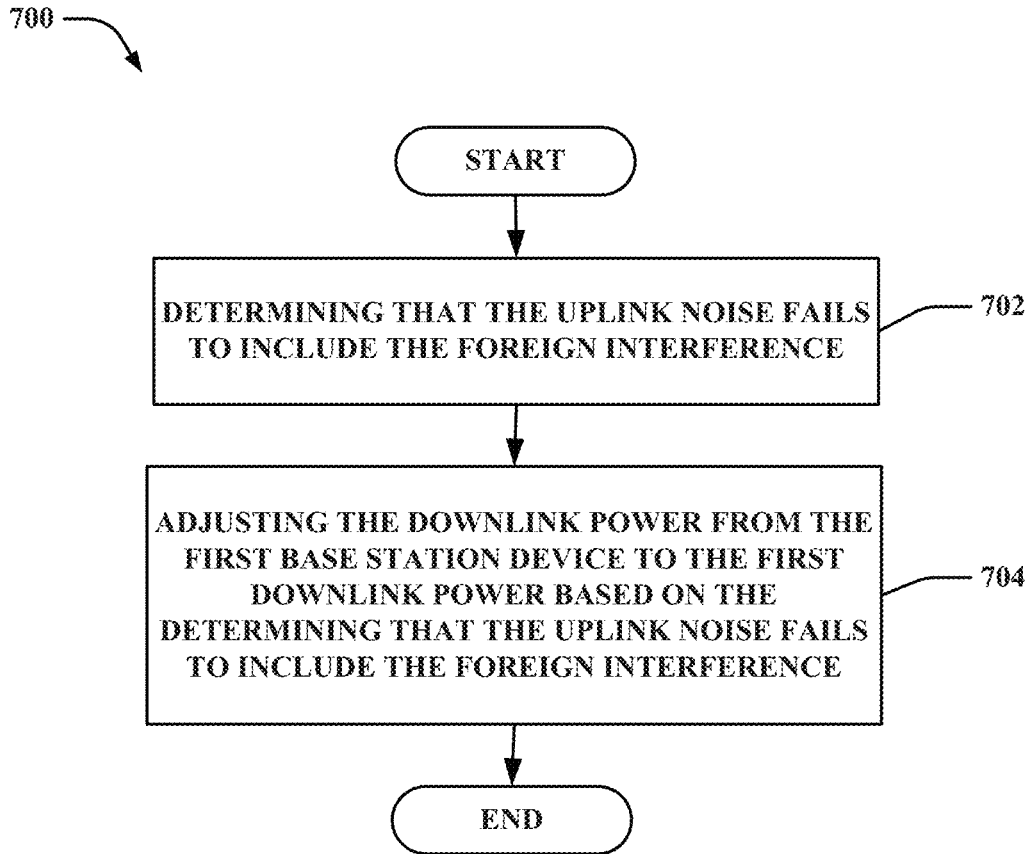 700
START
DETERMINING THAT THE UPLINK NOISE FAILS
TO INCLUDE THE FOREIGN INTERFERENCE
702
ADJUSTING THE DOWNLINK POWER FROM THE
FIRST BASE STATION DEVICE TO THE FIRST
DOWNLINK POWER BASED ON THE
DETERMINING THAT THE UPLINK NOISE FAILS
TO INCLUDE THE FOREIGN INTERFERENCE
704
END